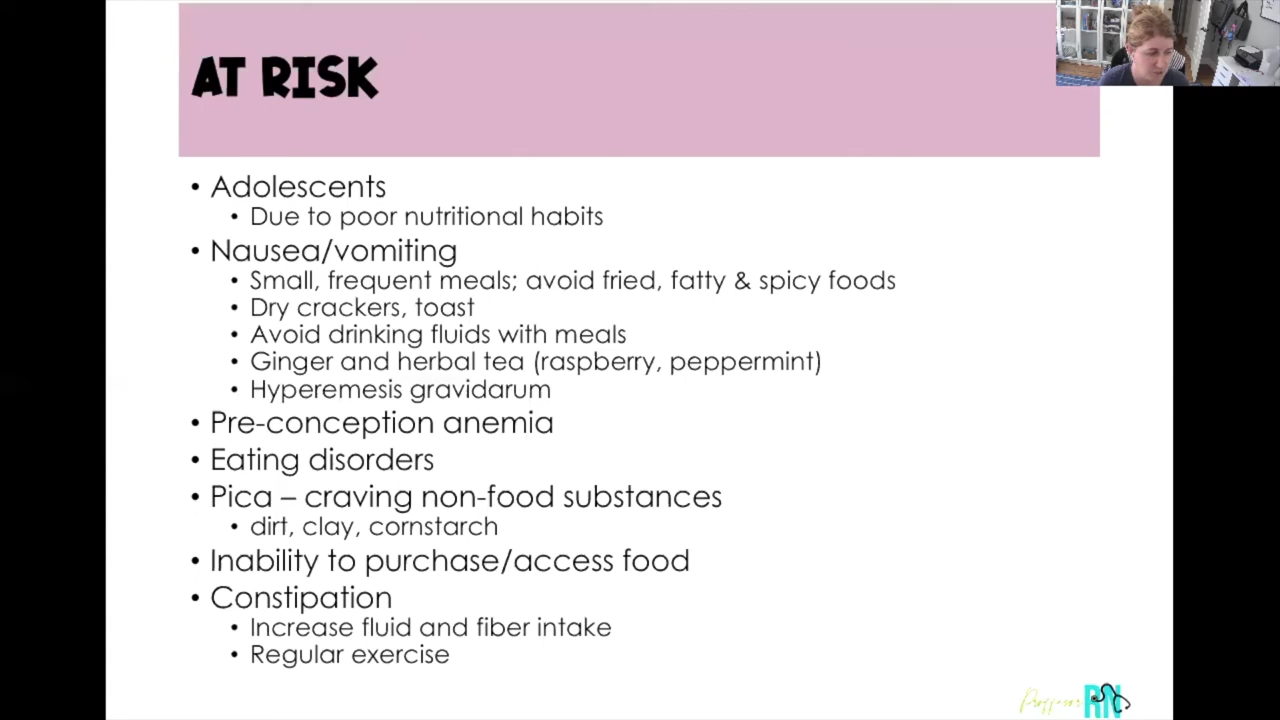 AT RISK
• Adolescents
• Due to poor nutritional habits
• Nausea/vomiting
• Small, frequent meals; avoid fried, fatty & spicy foods
• Dry crackers, toast
• Avoid drinking fluids with meals
• Ginger and herbal tea (raspberry, peppermint)
• Hyperemesis gravidarum
• Pre-conception anemia
• Eating disorders
• Pica – craving non-food substances
• dirt, clay, cornstarch
• Inability to purchase/access food
• Constipation
• Increase fluid and fiber intake
• Regular exercise
Professor RN